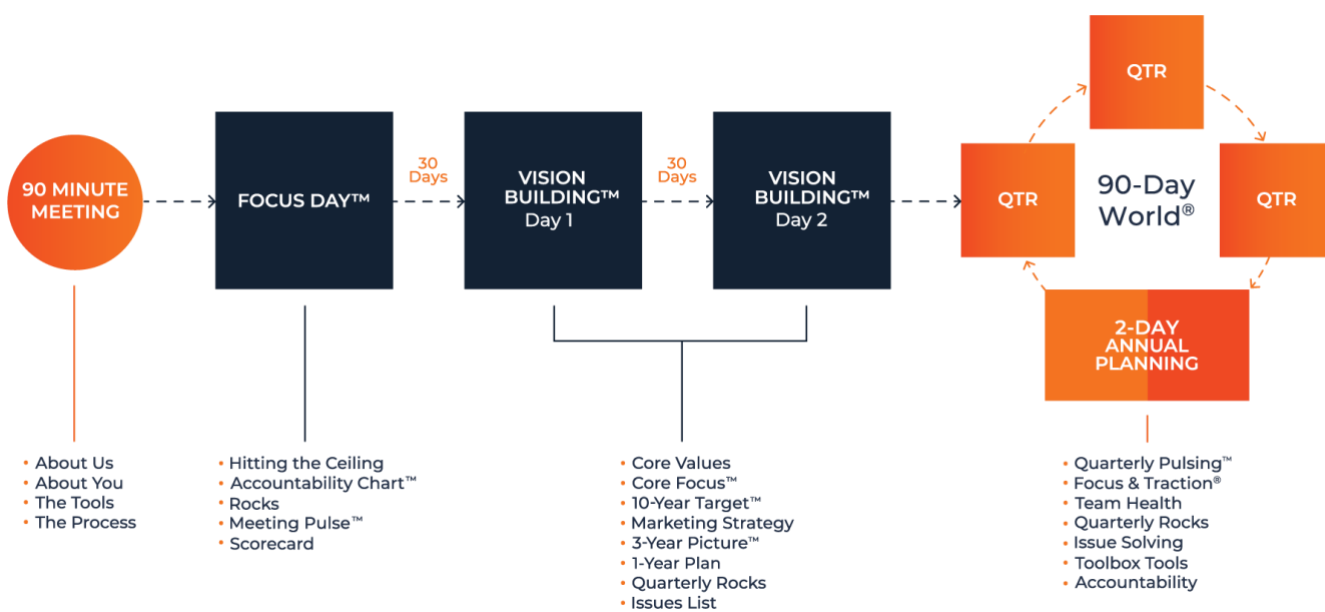 90 MINUTE
MEETING
FOCUS DAY™
30
Days
VISION
BUILDING™
Day 1
30
Days
VISION
BUILDING™
Day 2
QTR
QTR
90-Day
World®
QTR
2-DAY
ANNUAL
PLANNING
• About Us
• About You
• The Tools
• The Process
• Hitting the Ceiling
• Accountability Chart™
• Rocks
• Meeting Pulse™
• Scorecard
• Core Values
• Core Focus™
• 10-Year Target™
• Marketing Strategy
• 3-Year Picture™
• 1-Year Plan
• Quarterly Rocks
• Issues List
• Quarterly Pulsing™
• Focus & Traction®
• Team Health
• Quarterly Rocks
• Issue Solving
• Toolbox Tools
• Accountability